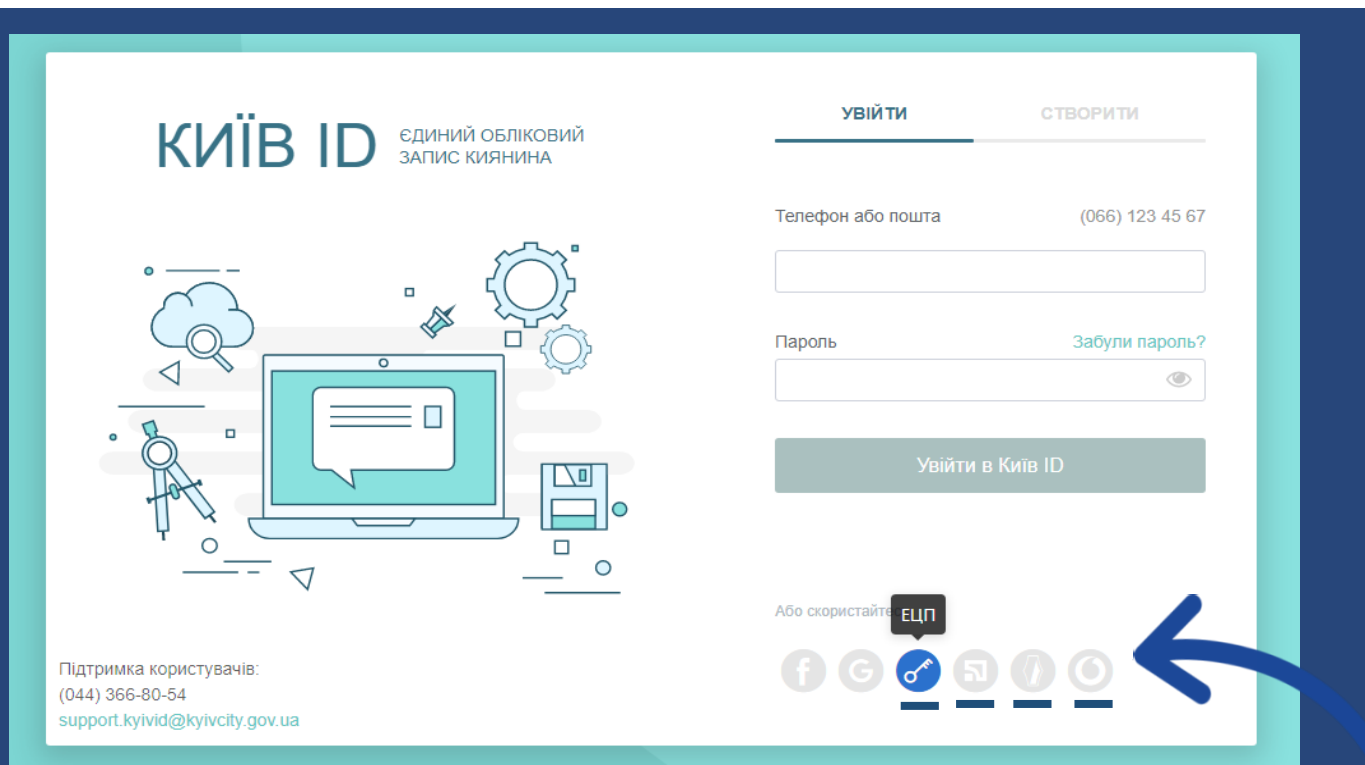 КИЇВ ID
ЄДИНИЙ ОБЛІКОВИЙ
ЗАПИС КИЯНИНА
УВІЙТИ
СТВОРИТИ
Телефон або пошта
(066) 123 45 67
Пароль
Забули пароль?
Увійти в Київ ID
Або скористайте
ЕЦП
Підтримка користувачів:
(044) 366-80-54
support.kyivid@kyivcity.gov.ua